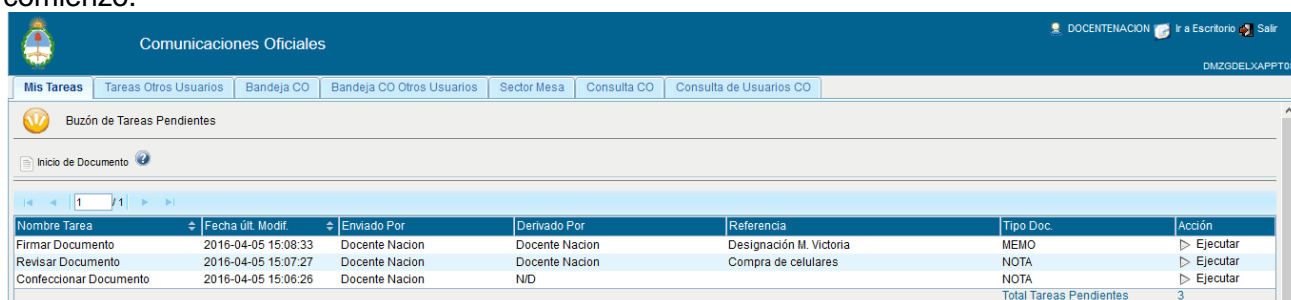 comienzo.
DOCENTENACION Ir a Escritorio Salir
Comunicaciones Oficiales
DMZGDELXAPPT0
Mis Tareas Tareas Otros Usuarios Bandeja CO Bandeja CO Otros Usuarios Sector Mesa Consulta CO Consulta de Usuarios CO
Buzón de Tareas Pendientes
Inicio de Documento
1 / 1
Nombre Tarea Fecha últ. Modif. Enviado Por Derivado Por Referencia Tipo Doc. Acción
Firmar Documento 2016-04-05 15:08:33 Docente Nacion Docente Nacion Designación M. Victoria MEMO Ejecutar
Revisar Documento 2016-04-05 15:07:27 Docente Nacion Docente Nacion Compra de celulares NOTA Ejecutar
Confeccionar Documento 2016-04-05 15:06:26 Docente Nacion N/D NOTA Ejecutar
Total Tareas Pendientes 3